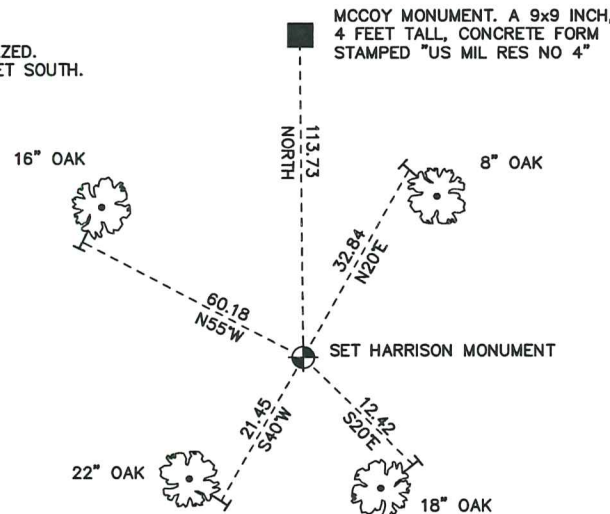 MCCOY MONUMENT. A 9x9 INCH,
4 FEET TALL, CONCRETE FORM
STAMPED "US MIL RES NO 4"
ZED.
ET SOUTH.
113.73
NORTH
16" OAK
8" OAK
32.84
N20°E
60.18
N55°W
SET HARRISON MONUMENT
21.45
S40°W
12.42
S20°E
22" OAK
18" OAK